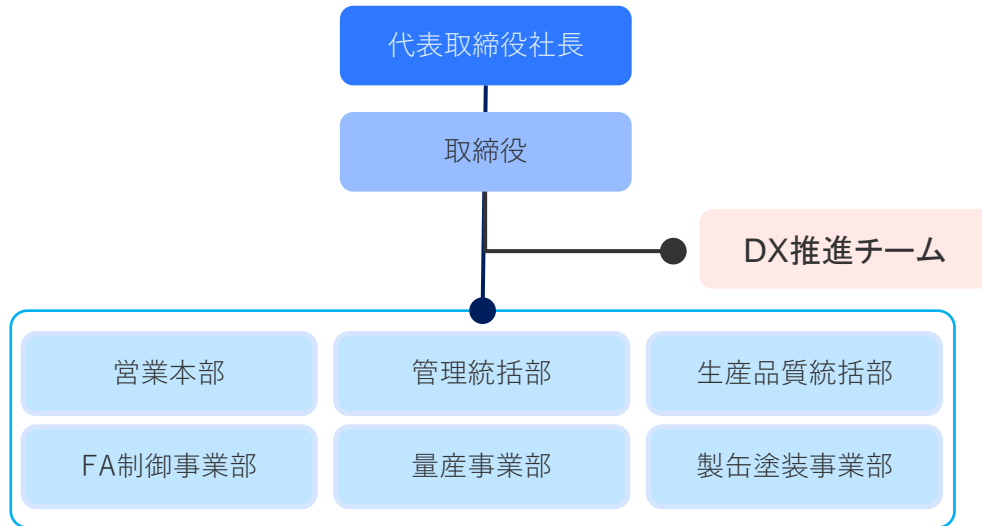 代表取締役社長
取締役
DX推進チーム
営業本部
管理統括部
生産品質統括部
FA制御事業部
量産事業部
製缶塗装事業部